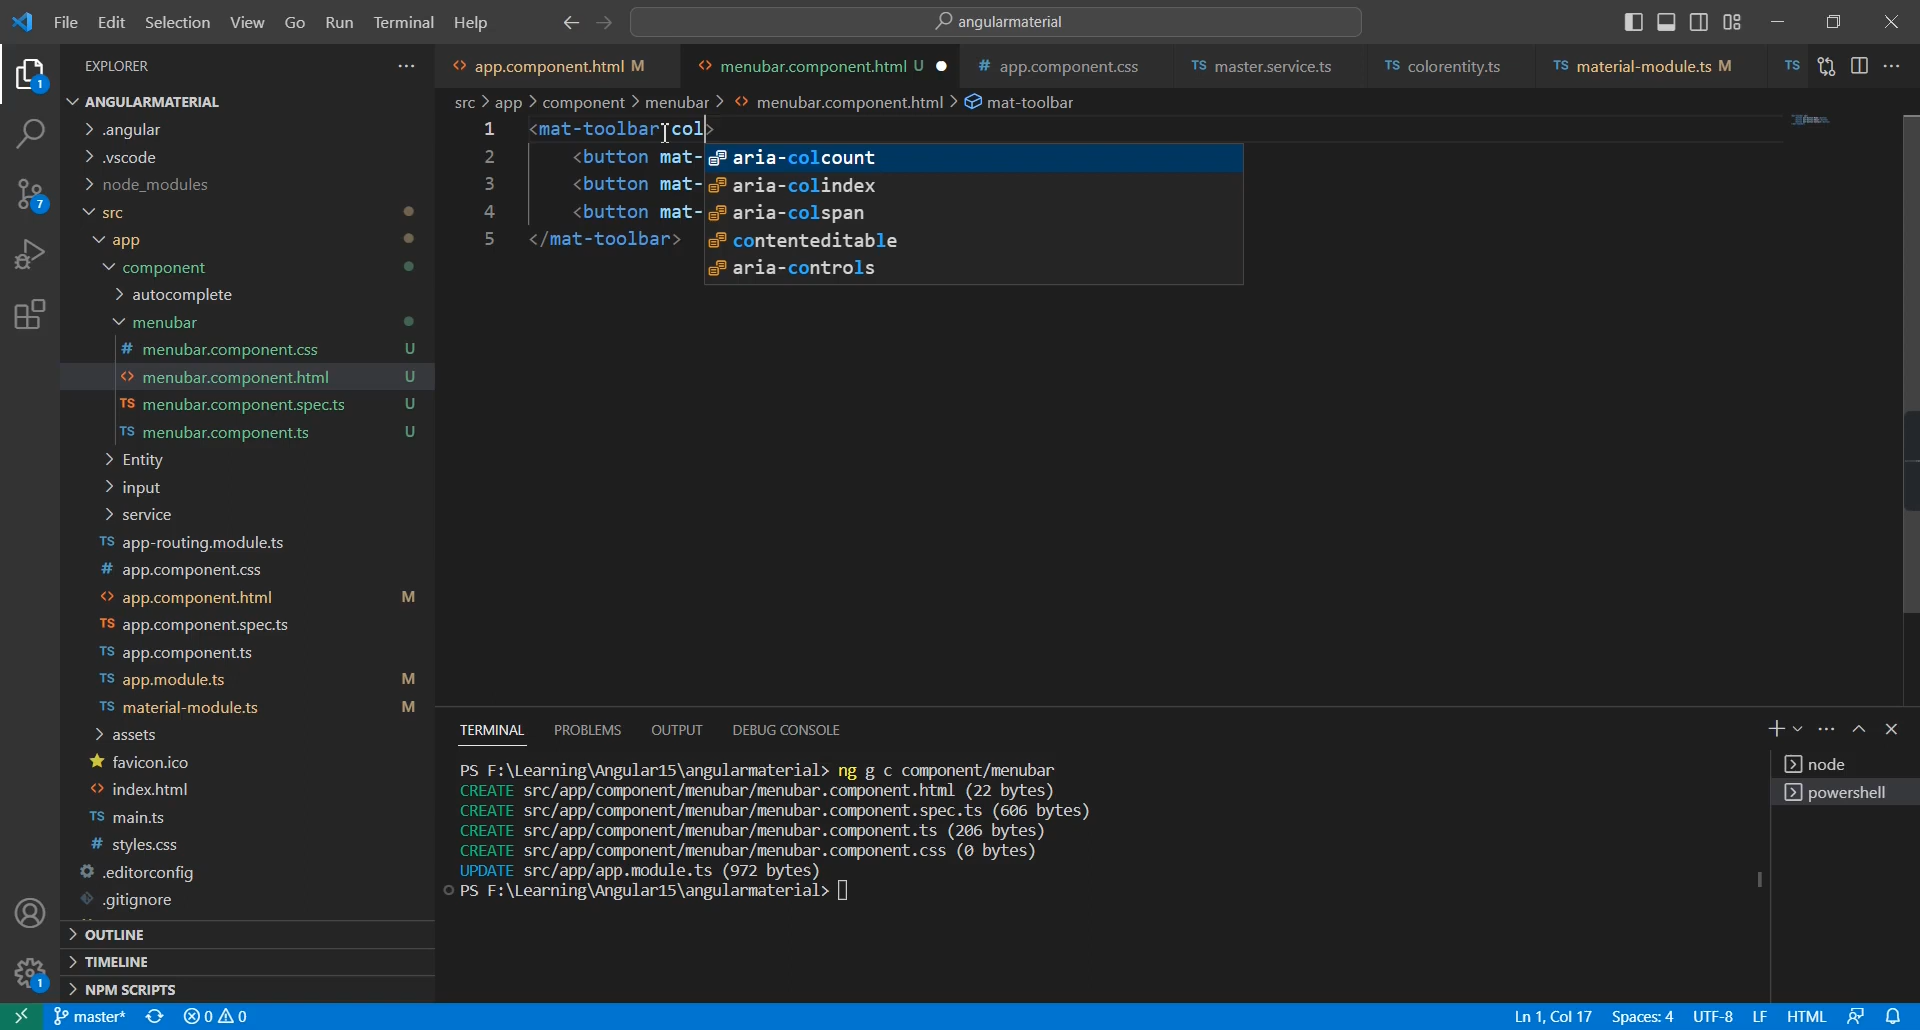 File Edit Selection View Go Run Terminal Help
angularmaterial
EXPLORER
ANGULARMATERIAL
.angular
.vscode
node_modules
src
app
component
autocomplete
menubar
menubar.component.css U
menubar.component.html U
menubar.component.spec.ts U
menubar.component.ts U
Entity
input
service
app-routing.module.ts
app.component.css
app.component.html M
app.component.spec.ts
app.component.ts
app.module.ts M
material-module.ts M
assets
favicon.ico
index.html
main.ts
styles.css
.editorconfig
.gitignore
OUTLINE
TIMELINE
NPM SCRIPTS
1
7
1
app.component.html M menubar.component.html U app.component.css TS master.service.ts TS colorentity.ts TS material-module.ts M TS
src > app > component > menubar > menubar.component.html > mat-toolbar
1 <mat-toolbar col>
2 <button mat-
3 <button mat-
4 <button mat-
5 </mat-toolbar>
aria-colcount
aria-colindex
aria-colspan
contenteditable
aria-controls
TERMINAL PROBLEMS OUTPUT DEBUG CONSOLE
PS F:\Learning\Angular15\angularmaterial> ng g c component/menubar
CREATE src/app/component/menubar/menubar.component.html (22 bytes)
CREATE src/app/component/menubar/menubar.component.spec.ts (606 bytes)
CREATE src/app/component/menubar/menubar.component.ts (206 bytes)
CREATE src/app/component/menubar/menubar.component.css (0 bytes)
UPDATE src/app/app.module.ts (972 bytes)
PS F:\Learning\Angular15\angularmaterial>
node
powershell
master* 0 0 Ln 1, Col 17 Spaces: 4 UTF-8 LF HTML